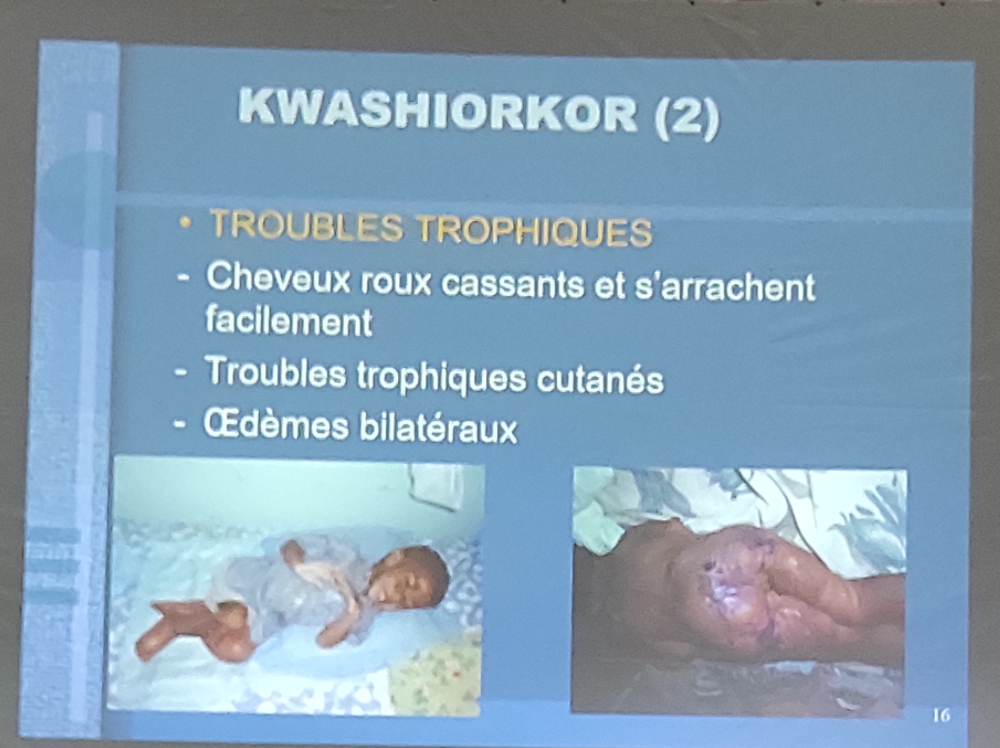 KWASHIORKOR (2)
• TROUBLES TROPHIQUES
- Cheveux roux cassants et s'arrachent
facilement
- Troubles trophiques cutanés
- Œdèmes bilatéraux
16